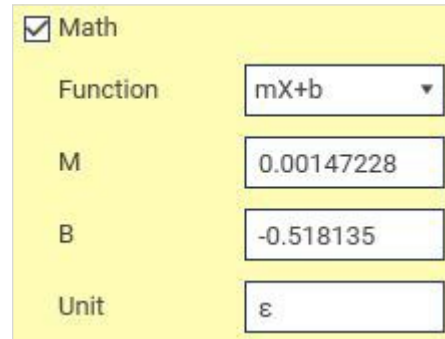 Math
Function mX+b
M 0.00147228
B -0.518135
Unit ε